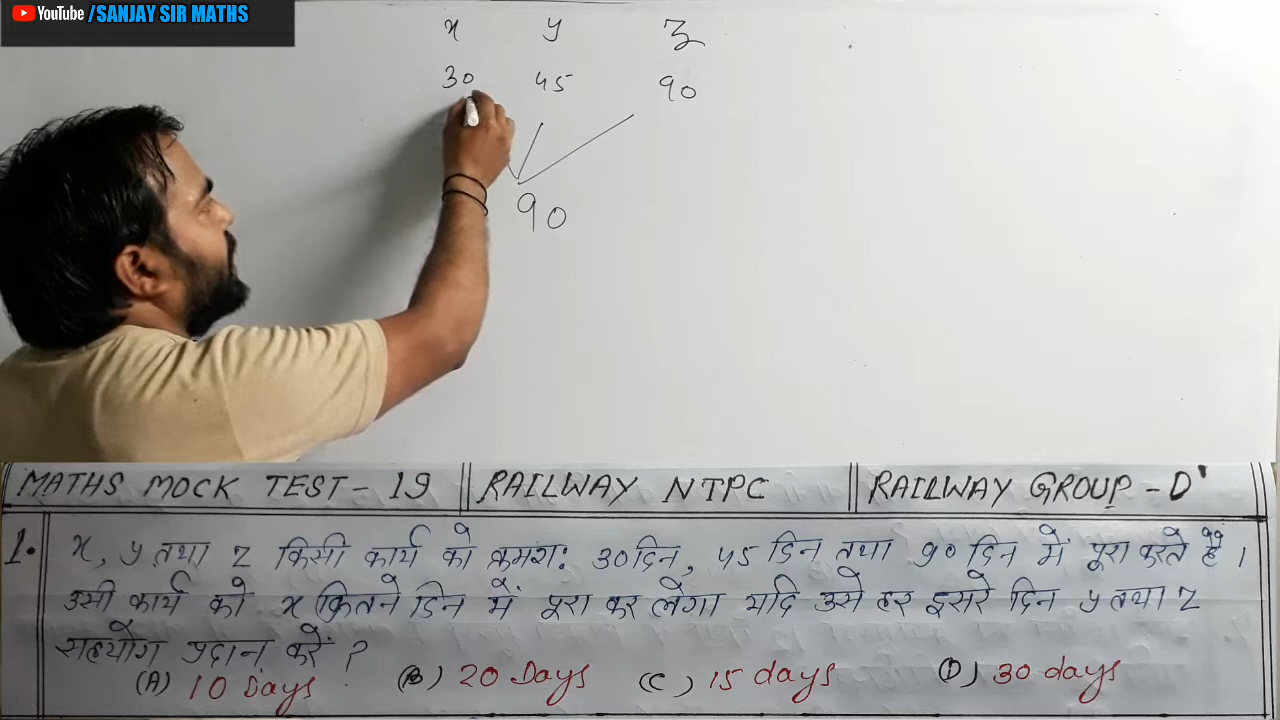 YouTube /SANJAY SIR MATHS
x y z
30 45 90
90
MATHS MOCK TEST-19 RAILWAY NTPC RAILWAY GROUP-D'
1. x, y तथा z किसी कार्य को क्रमशः 30 दिन, 45 दिन तथा 90 दिन में पूरा करते हैं।
उसी कार्य को x कितने दिन में पूरा कर लेगा यदि उसे हर दूसरे दिन y तथा z
सहयोग प्रदान करें ?
(A) 10 Days (B) 20 Days (C) 15 days (D) 30 days